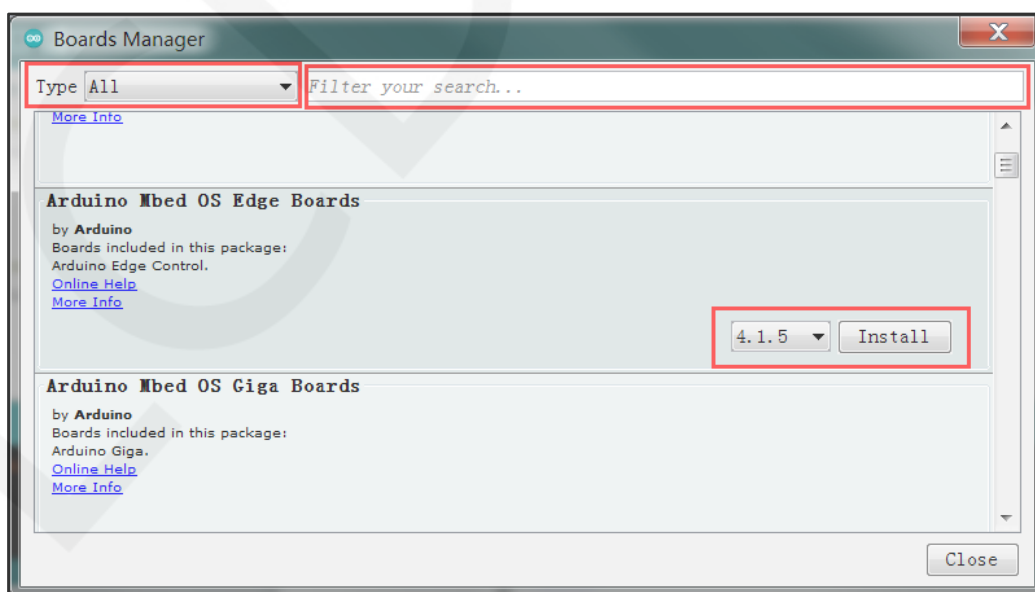 Boards Manager
Type All Filter your search...
More Info
Arduino Mbed OS Edge Boards
by Arduino
Boards included in this package:
Arduino Edge Control.
Online Help
More Info
4.1.5 Install
Arduino Mbed OS Giga Boards
by Arduino
Boards included in this package:
Arduino Giga.
Online Help
More Info
Close